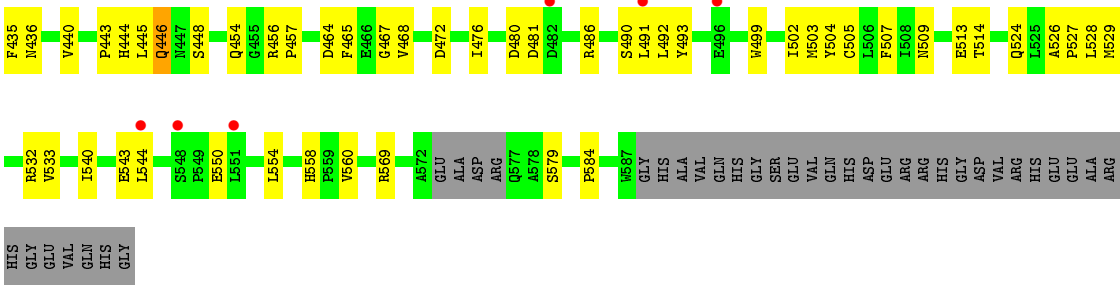 F435 N436 V440 P443 H444 L445 Q446 N447 S448 Q454 G455 R456 P457 D464 F465 E466 G467 V468 D472 I476 D480 D481 D482 R486 S490 L491 L492 Y493 E496 W499 I502 M503 Y504 C505 L506 F507 I508 N509 E513 T514 Q524 L525 A526 P527 L528 M529
R532 V533 I540 E543 L544 S548 P549 E550 L551 L554 H558 P559 V560 R569 A572 GLU ALA ASP ARG Q577 A578 S579 P584 W587 GLY HIS ALA VAL GLN HIS GLY SER GLU VAL GLN HIS ASP GLU ARG ARG HIS GLY ASP VAL ARG HIS GLU GLU ALA ARG
HIS GLY GLU VAL GLN HIS GLY